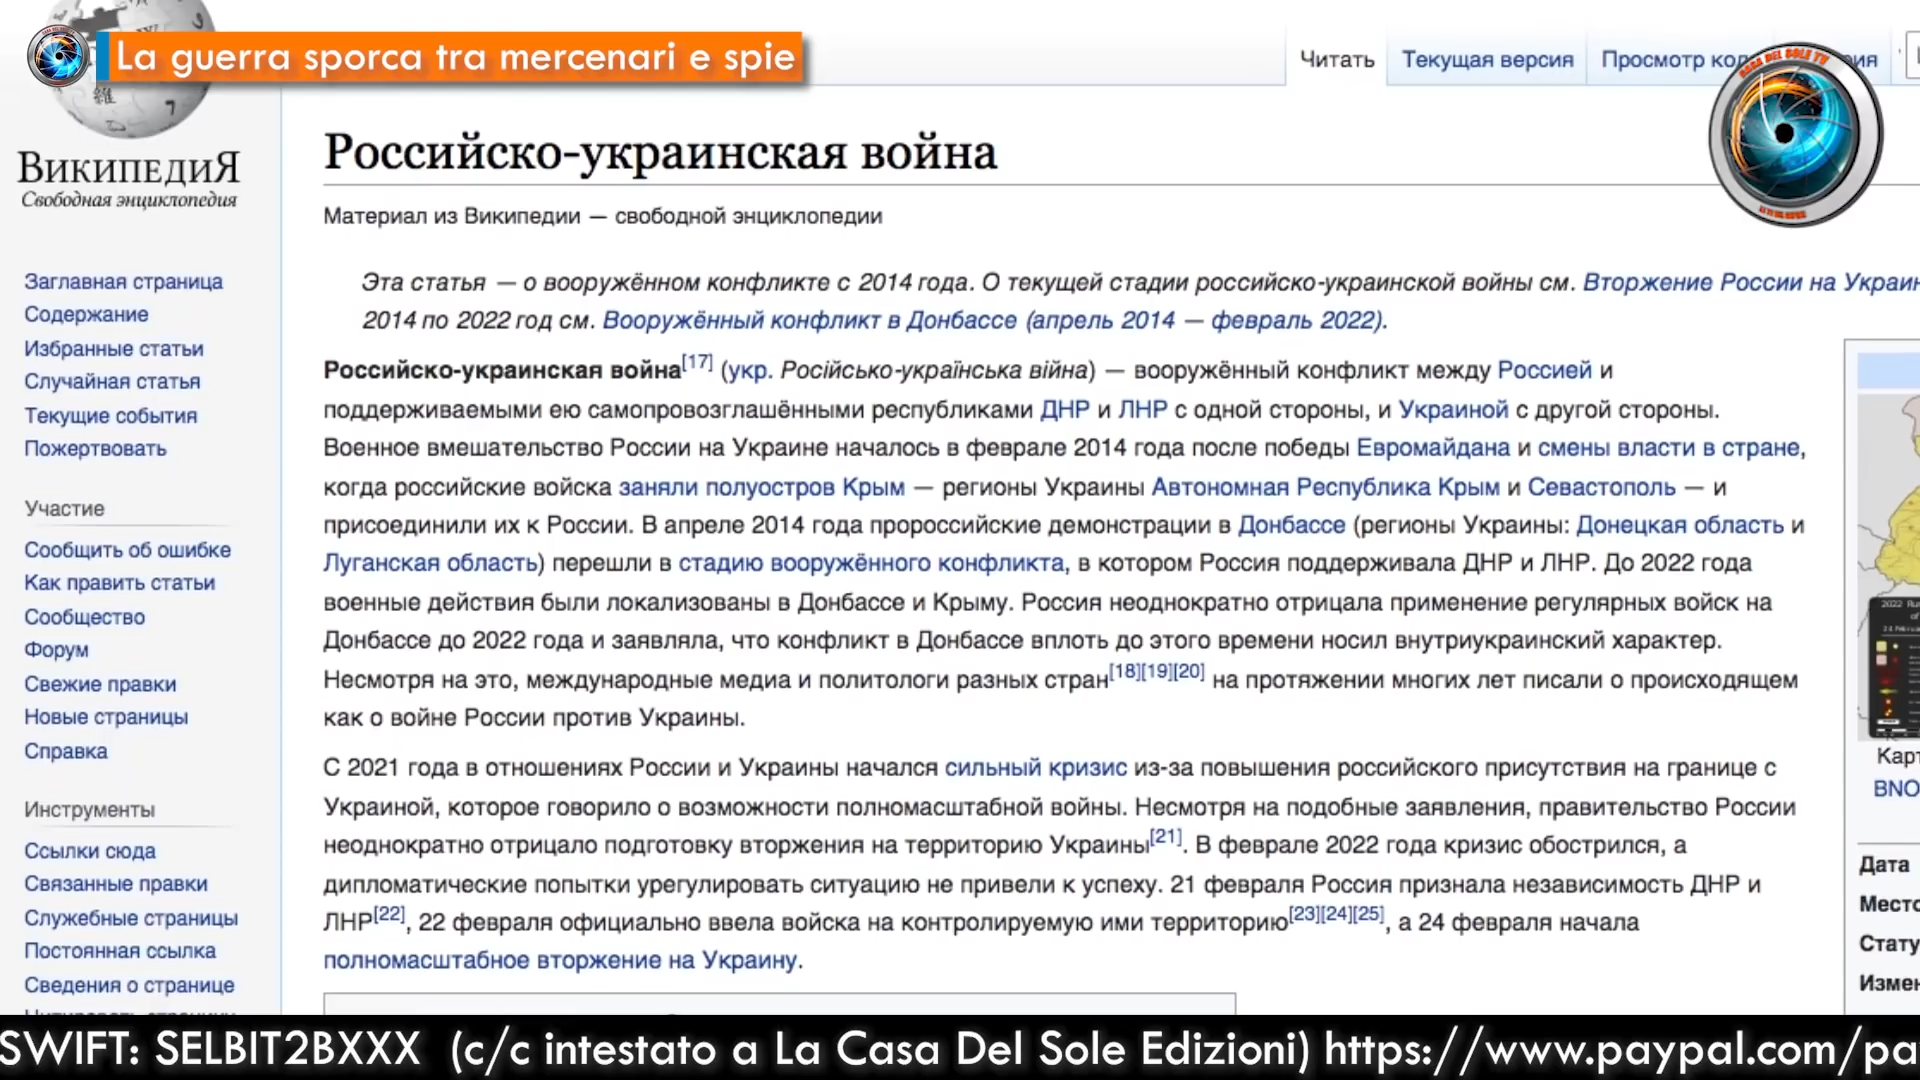 La guerra sporca tra mercenari e spie
Читать
Текущая версия
Просмотр код
CASA DEL SOLE TV
ВикипедиЯ
Свободная энциклопедия
Заглавная страница
Содержание
Избранные статьи
Случайная статья
Текущие события
Пожертвовать
Участие
Сообщить об ошибке
Как править статьи
Сообщество
Форум
Свежие правки
Новые страницы
Справка
Инструменты
Ссылки сюда
Связанные правки
Служебные страницы
Постоянная ссылка
Сведения о странице
Российско-украинская война
Материал из Википедии — свободной энциклопедии
Эта статья — о вооружённом конфликте с 2014 года. О текущей стадии российско-украинской войны см. Вторжение России на Украин
2014 по 2022 год см. Вооружённый конфликт в Донбассе (апрель 2014 — февраль 2022).
Российско-украинская война[17] (укр. Російсько-українська війна) — вооружённый конфликт между Россией и
поддерживаемыми ею самопровозглашёнными республиками ДНР и ЛНР с одной стороны, и Украиной с другой стороны.
Военное вмешательство России на Украине началось в феврале 2014 года после победы Евромайдана и смены власти в стране,
когда российские войска заняли полуостров Крым — регионы Украины Автономная Республика Крым и Севастополь — и
присоединили их к России. В апреле 2014 года пророссийские демонстрации в Донбассе (регионы Украины: Донецкая область и
Луганская область) перешли в стадию вооружённого конфликта, в котором Россия поддерживала ДНР и ЛНР. До 2022 года
военные действия были локализованы в Донбассе и Крыму. Россия неоднократно отрицала применение регулярных войск на
Донбассе до 2022 года и заявляла, что конфликт в Донбассе вплоть до этого времени носил внутриукраинский характер.
Несмотря на это, международные медиа и политологи разных стран[18][19][20] на протяжении многих лет писали о происходящем
как о войне России против Украины.
С 2021 года в отношениях России и Украины начался сильный кризис из-за повышения российского присутствия на границе с
Украиной, которое говорило о возможности полномасштабной войны. Несмотря на подобные заявления, правительство России
неоднократно отрицало подготовку вторжения на территорию Украины[21]. В феврале 2022 года кризис обострился, а
дипломатические попытки урегулировать ситуацию не привели к успеху. 21 февраля Россия признала независимость ДНР и
ЛНР[22], 22 февраля официально ввела войска на контролируемую ими территорию[23][24][25], а 24 февраля начала
полномасштабное вторжение на Украину.
Карт
BNO
Дата
Место
Стату
Измен
SWIFT: SELBIT2BXXX (c/c intestato a La Casa Del Sole Edizioni) https://www.paypal.com/pa